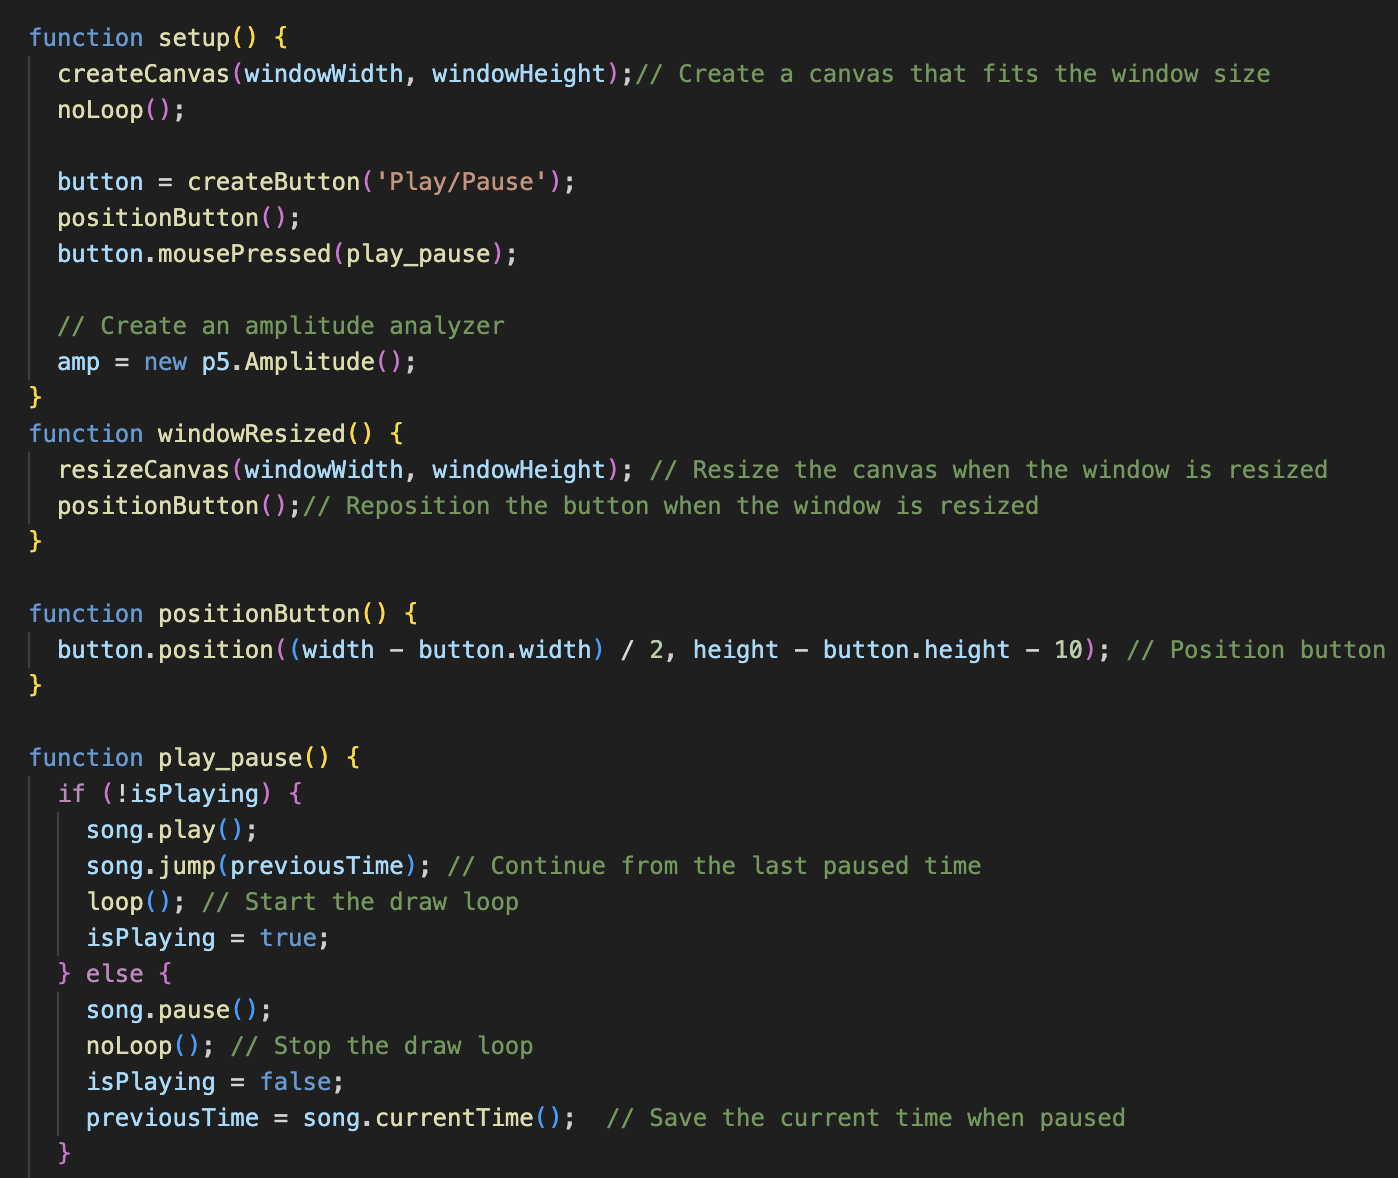 function setup() {
  createCanvas(windowWidth, windowHeight);// Create a canvas that fits the window size
  noLoop();

  button = createButton('Play/Pause');
  positionButton();
  button.mousePressed(play_pause);

  // Create an amplitude analyzer
  amp = new p5.Amplitude();
}
function windowResized() {
  resizeCanvas(windowWidth, windowHeight); // Resize the canvas when the window is resized
  positionButton();// Reposition the button when the window is resized
}

function positionButton() {
  button.position((width - button.width) / 2, height - button.height - 10); // Position button
}

function play_pause() {
  if (!isPlaying) {
    song.play();
    song.jump(previousTime); // Continue from the last paused time
    loop(); // Start the draw loop
    isPlaying = true;
  } else {
    song.pause();
    noLoop(); // Stop the draw loop
    isPlaying = false;
    previousTime = song.currentTime();  // Save the current time when paused
  }